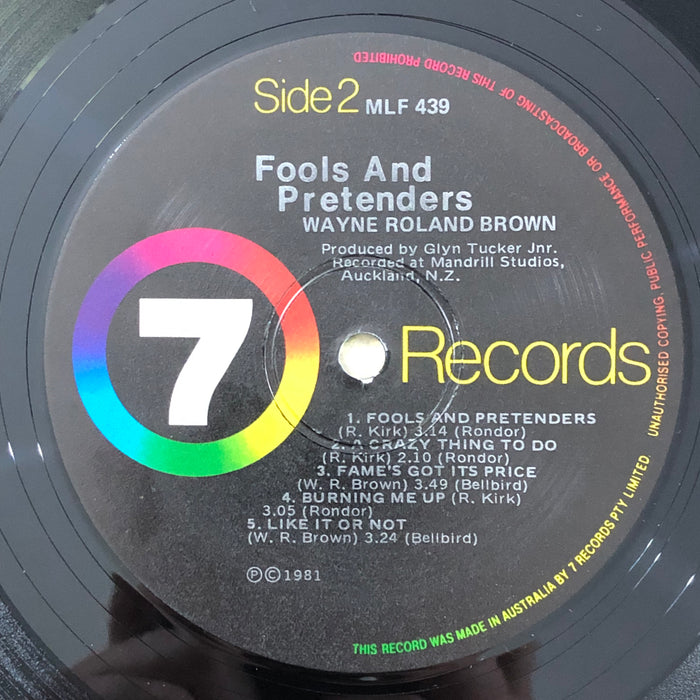 Side 2 MLF 439
Fools And
Pretenders
WAYNE ROLAND BROWN
Produced by Glyn Tucker Jnr.
Recorded at Mandrill Studios,
Auckland, N.Z.
7 Records
1. FOOLS AND PRETENDERS
(R. Kirk) 3.14 (Rondor)
2. A CRAZY THING TO DO
(R. Kirk) 2.10 (Rondor)
3. FAME'S GOT ITS PRICE
(W. R. Brown) 3.49 (Bellbird)
4. BURNING ME UP (R. Kirk)
3.05 (Rondor)
5. LIKE IT OR NOT
(W. R. Brown) 3.24 (Bellbird)
Ⓟ©1981
THIS RECORD WAS MADE IN AUSTRALIA BY 7 RECORDS PTY LIMITED. UNAUTHORISED COPYING, PUBLIC PERFORMANCE OR BROADCASTING OF THIS RECORD PROHIBITED